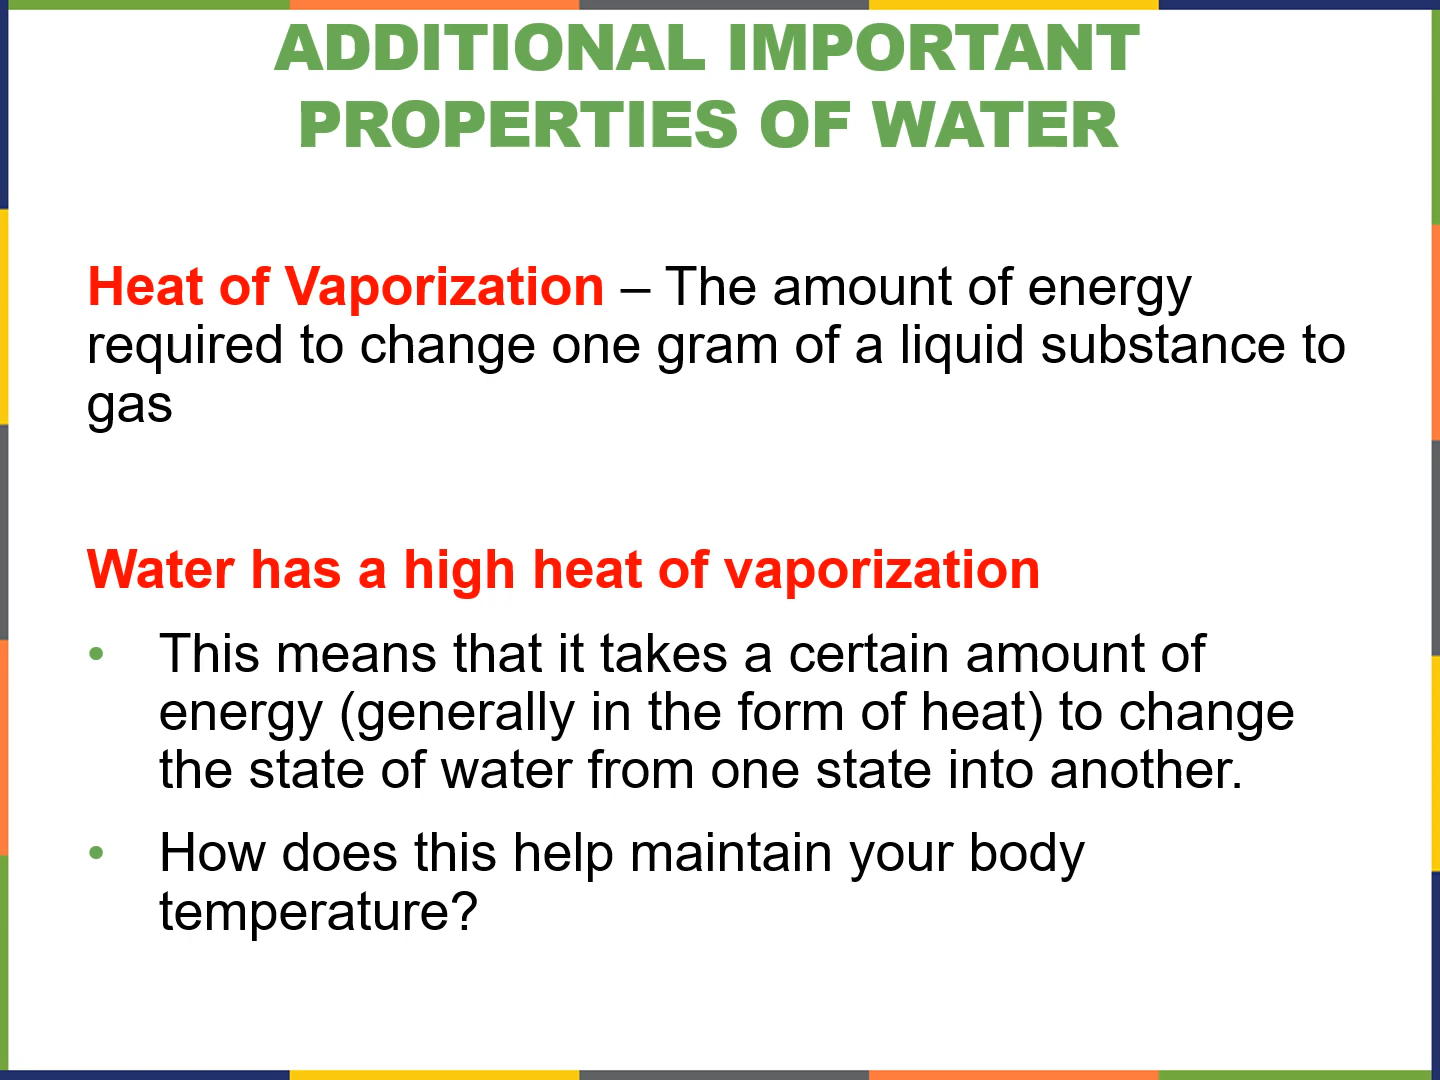 ADDITIONAL IMPORTANT
PROPERTIES OF WATER
Heat of Vaporization – The amount of energy
required to change one gram of a liquid substance to
gas
Water has a high heat of vaporization
• This means that it takes a certain amount of
energy (generally in the form of heat) to change
the state of water from one state into another.
• How does this help maintain your body
temperature?